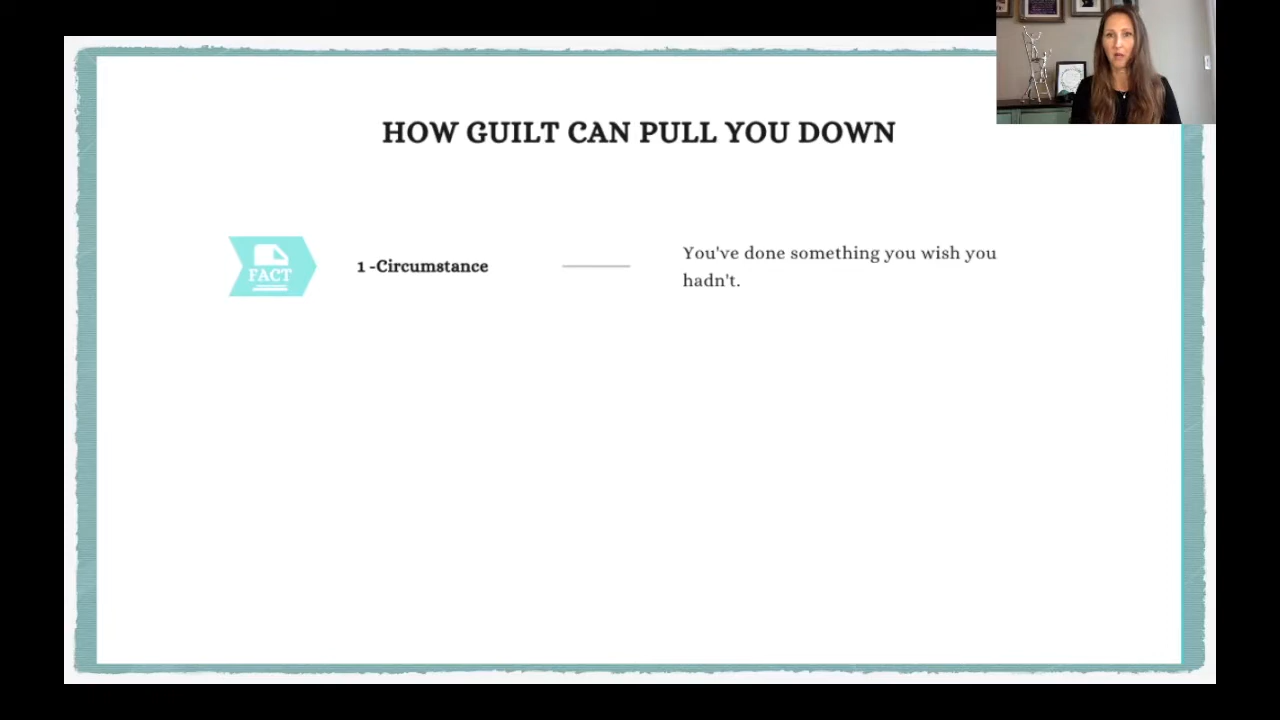 HOW GUILT CAN PULL YOU DOWN
FACT
1 -Circumstance
You've done something you wish you
hadn't.